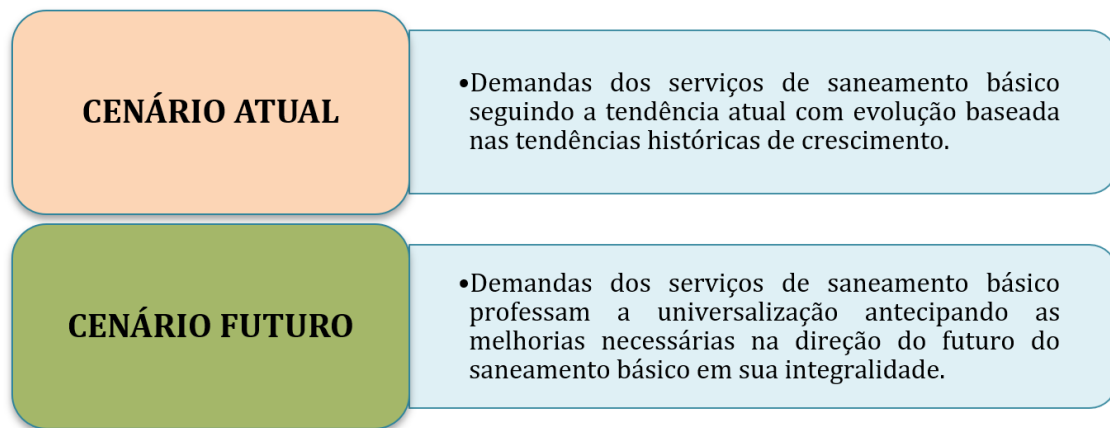 CENÁRIO ATUAL
•Demandas dos serviços de saneamento básico
seguindo a tendência atual com evolução baseada
nas tendências históricas de crescimento.
CENÁRIO FUTURO
•Demandas dos serviços de saneamento básico
professam a universalização antecipando as
melhorias necessárias na direção do futuro do
saneamento básico em sua integralidade.